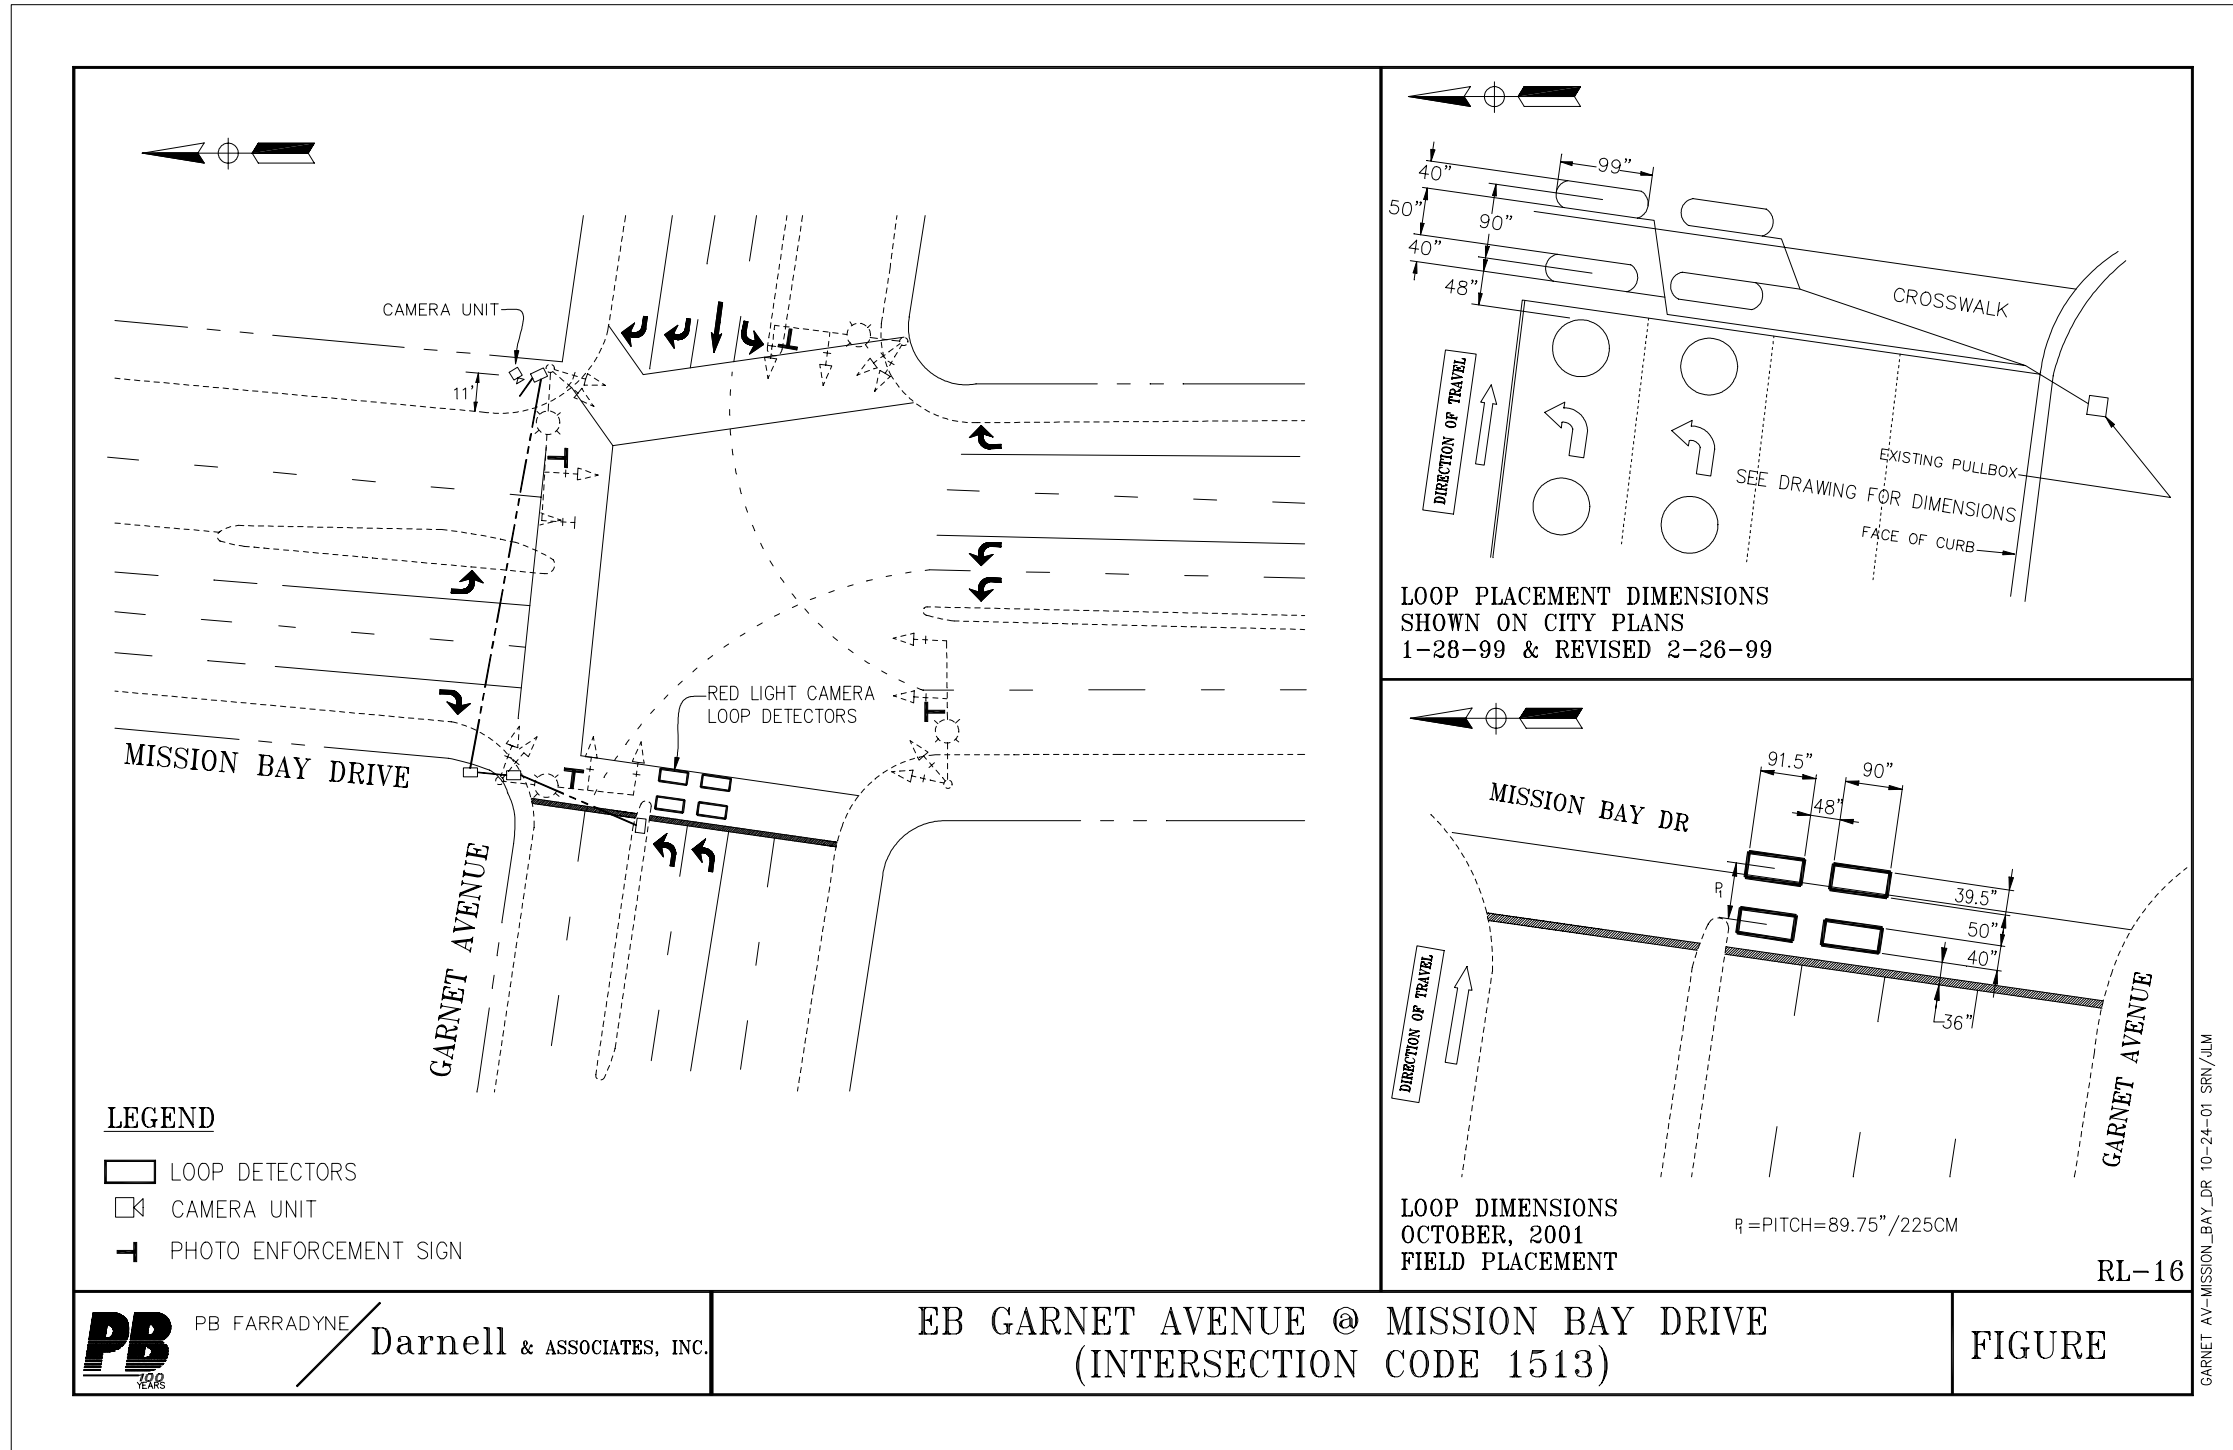 CAMERA UNIT
11'
RED LIGHT CAMERA
LOOP DETECTORS
MISSION BAY DRIVE
GARNET AVENUE
LEGEND
LOOP DETECTORS
CAMERA UNIT
PHOTO ENFORCEMENT SIGN
99"
40"
50"
90"
40"
48"
CROSSWALK
DIRECTION OF TRAVEL
EXISTING PULLBOX
SEE DRAWING FOR DIMENSIONS
FACE OF CURB
LOOP PLACEMENT DIMENSIONS
SHOWN ON CITY PLANS
1-28-99 & REVISED 2-26-99
91.5"
90"
48"
MISSION BAY DR
P1
39.5"
50"
40"
36"
DIRECTION OF TRAVEL
GARNET AVENUE
LOOP DIMENSIONS
OCTOBER, 2001
FIELD PLACEMENT
P1=PITCH=89.75"/225CM
RL-16
PB
100
YEARS
PB FARRADYNE
Darnell & ASSOCIATES, INC.
EB GARNET AVENUE @ MISSION BAY DRIVE
(INTERSECTION CODE 1513)
FIGURE
GARNET AV-MISSION_BAY_DR 10-24-01 SRN/JLM